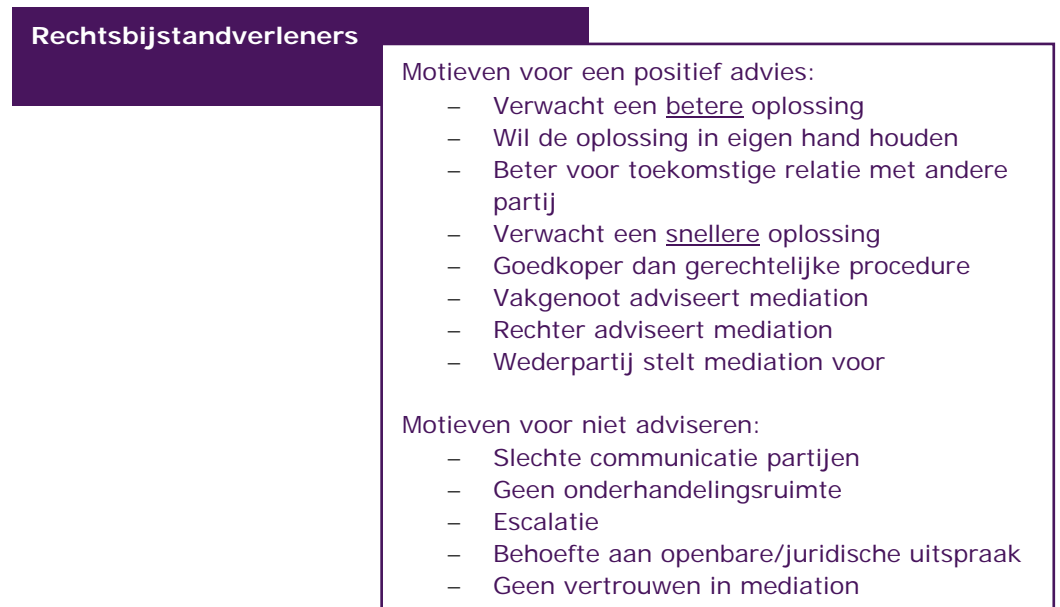 Rechtsbijstandverleners
Motieven voor een positief advies:
– Verwacht een betere oplossing
– Wil de oplossing in eigen hand houden
– Beter voor toekomstige relatie met andere
partij
– Verwacht een snellere oplossing
– Goedkoper dan gerechtelijke procedure
– Vakgenoot adviseert mediation
– Rechter adviseert mediation
– Wederpartij stelt mediation voor
Motieven voor niet adviseren:
– Slechte communicatie partijen
– Geen onderhandelingsruimte
– Escalatie
– Behoefte aan openbare/juridische uitspraak
– Geen vertrouwen in mediation